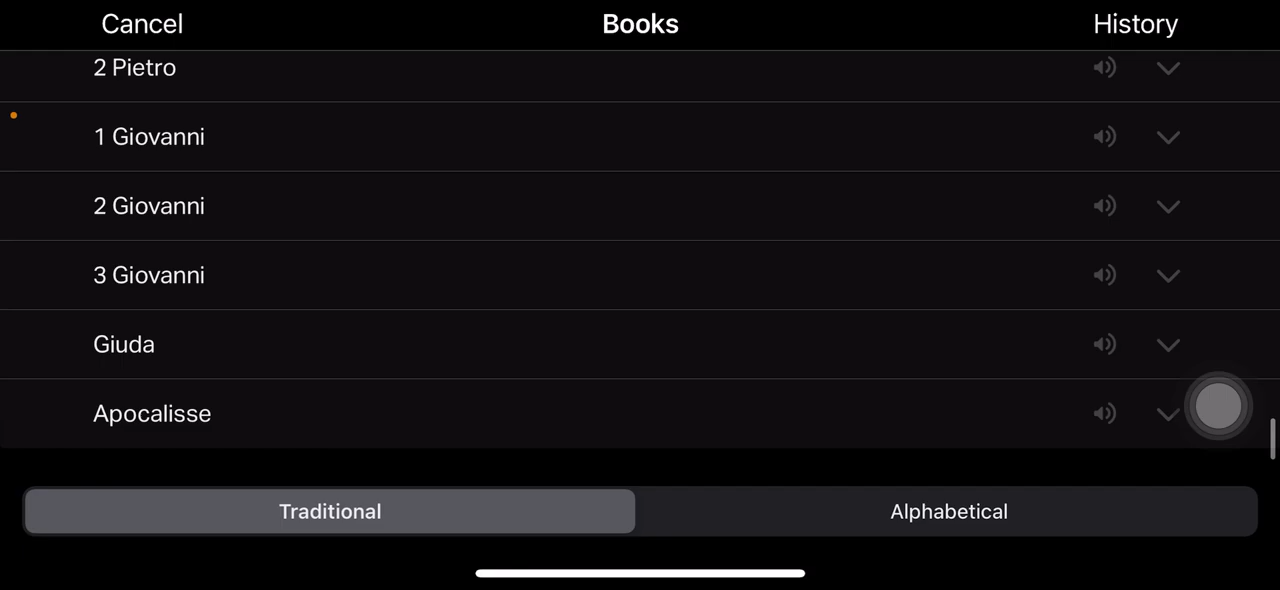 Cancel Books History
2 Pietro
1 Giovanni
2 Giovanni
3 Giovanni
Giuda
Apocalisse
Traditional Alphabetical